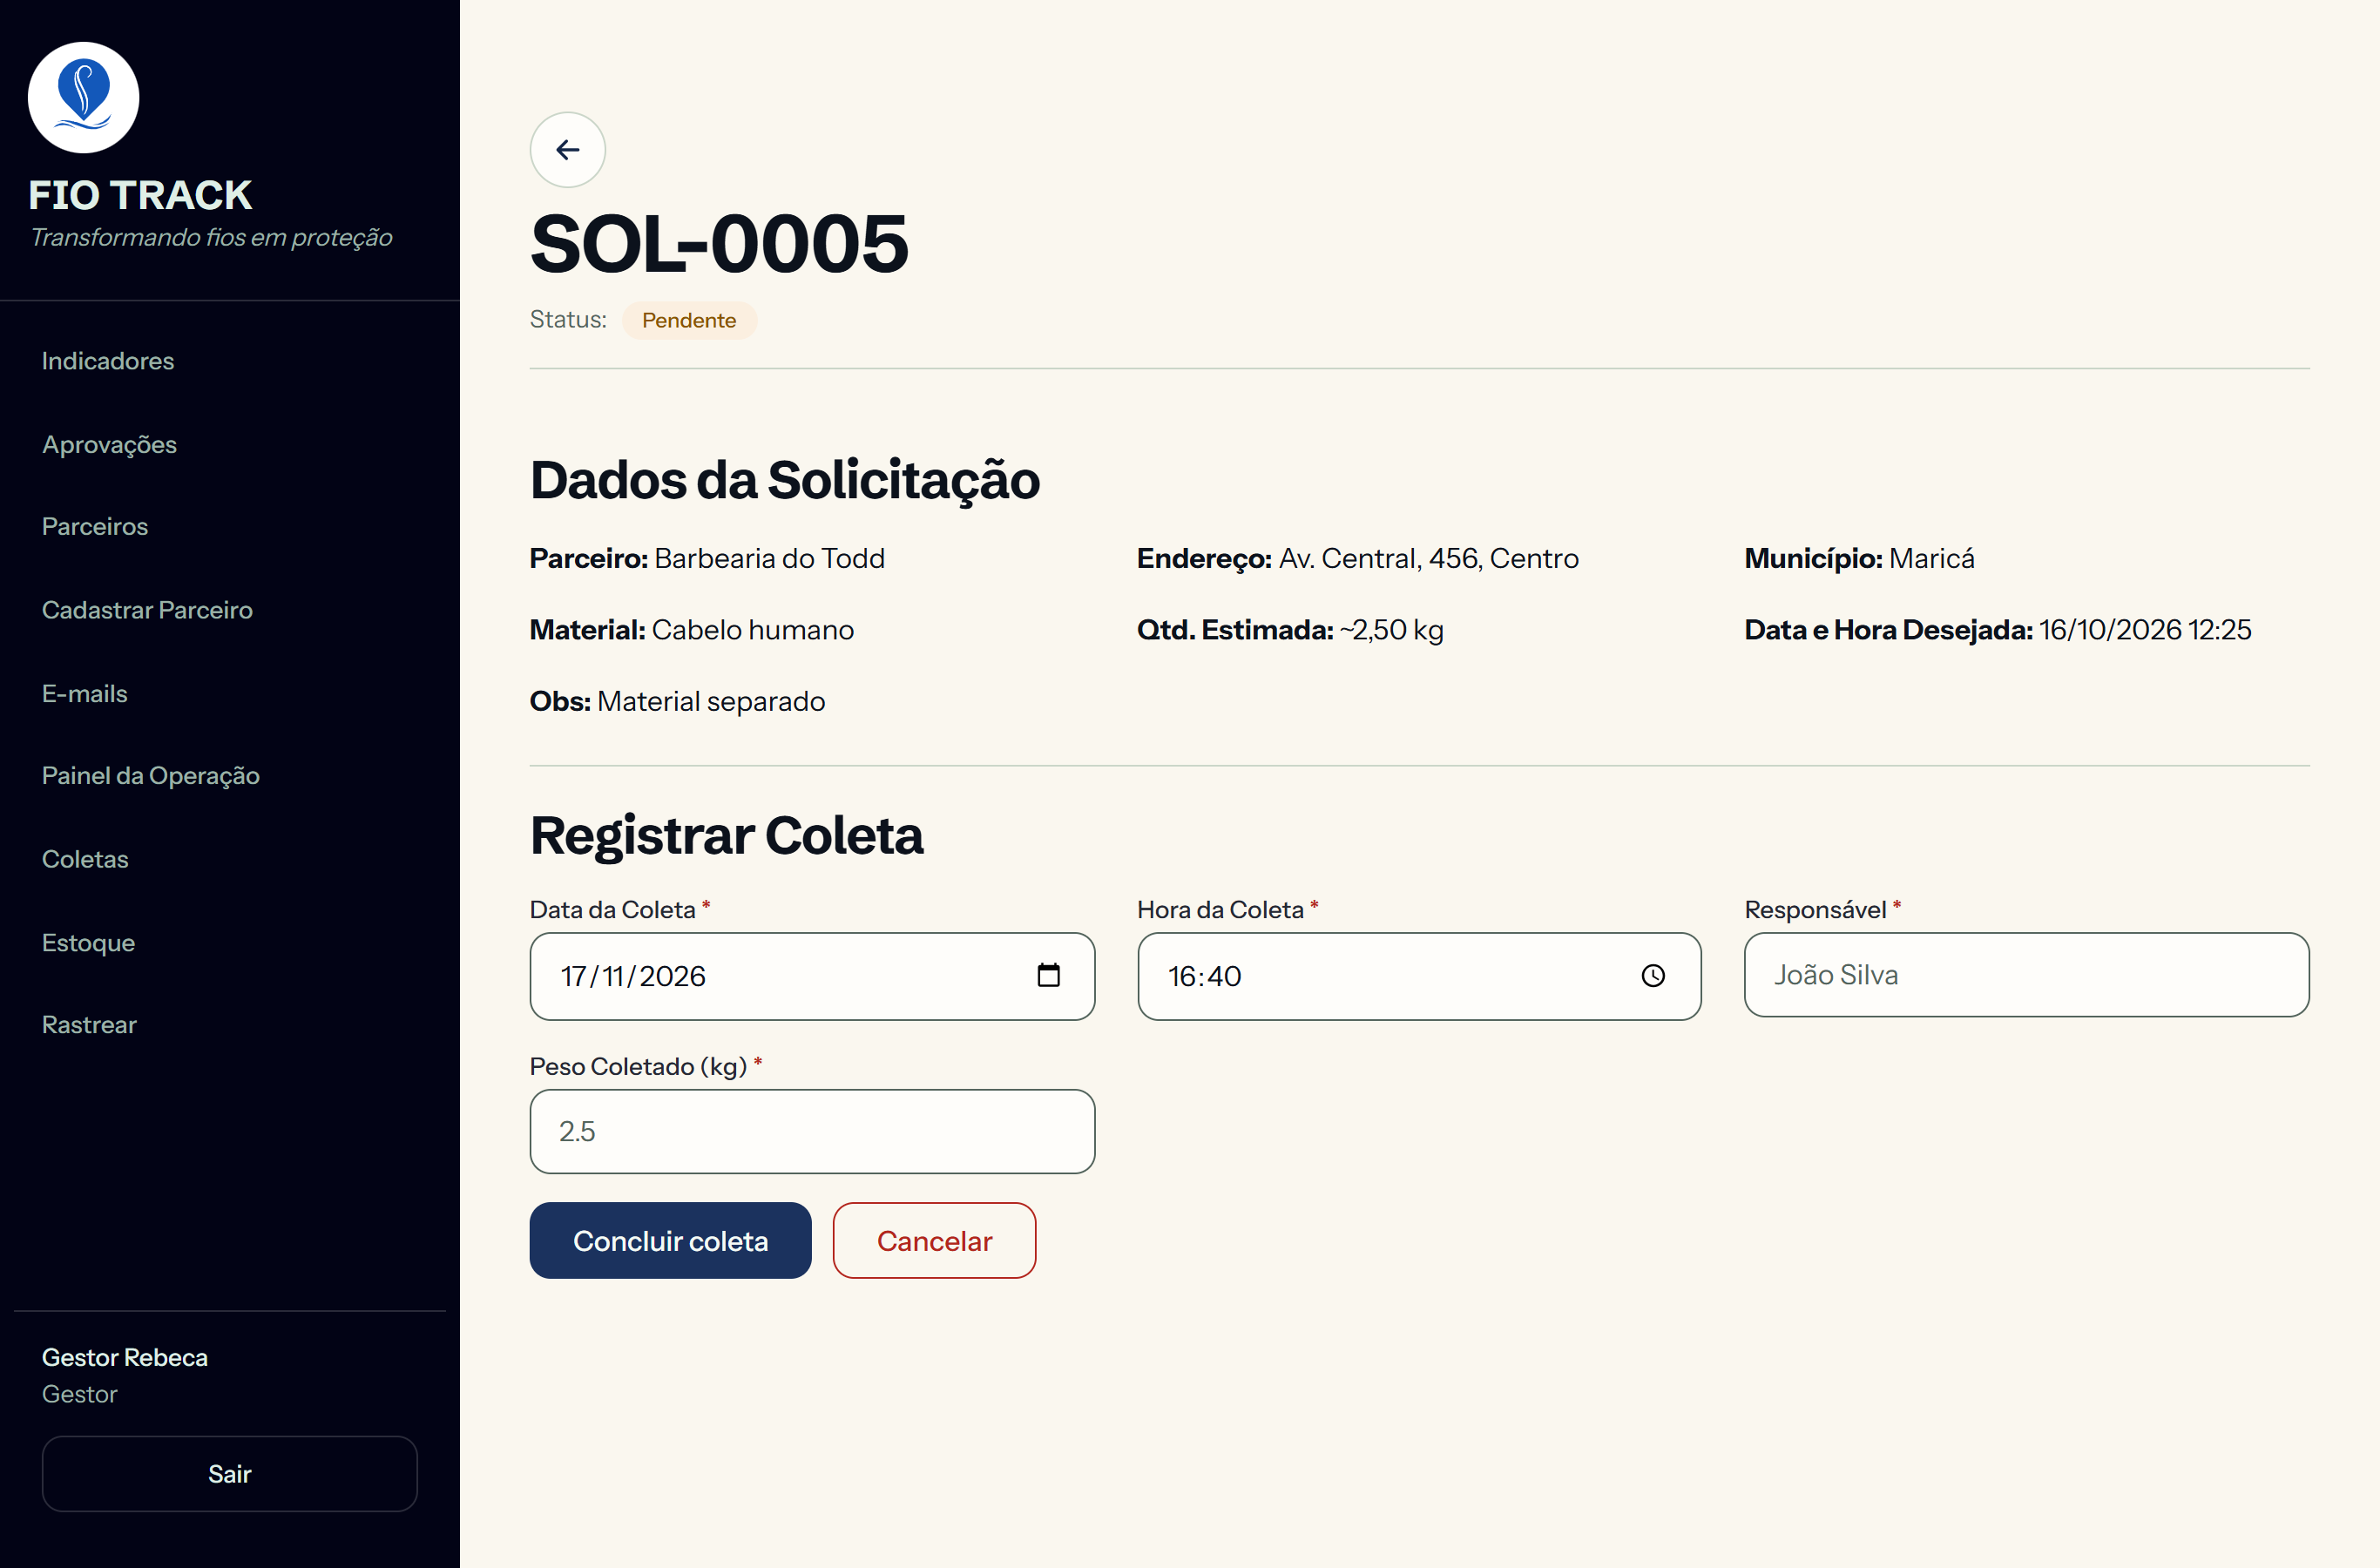 FIO TRACK
Transformando fios em proteção
Indicadores
Aprovações
Parceiros
Cadastrar Parceiro
E-mails
Painel da Operação
Coletas
Estoque
Rastrear
Gestor Rebeca
Gestor
Sair
SOL-0005
Status: Pendente
Dados da Solicitação
Parceiro: Barbearia do Todd
Endereço: Av. Central, 456, Centro
Município: Maricá
Material: Cabelo humano
Qtd. Estimada: ~2,50 kg
Data e Hora Desejada: 16/10/2026 12:25
Obs: Material separado
Registrar Coleta
Data da Coleta *
17/11/2026
Hora da Coleta *
16:40
Responsável *
João Silva
Peso Coletado (kg) *
2.5
Concluir coleta
Cancelar